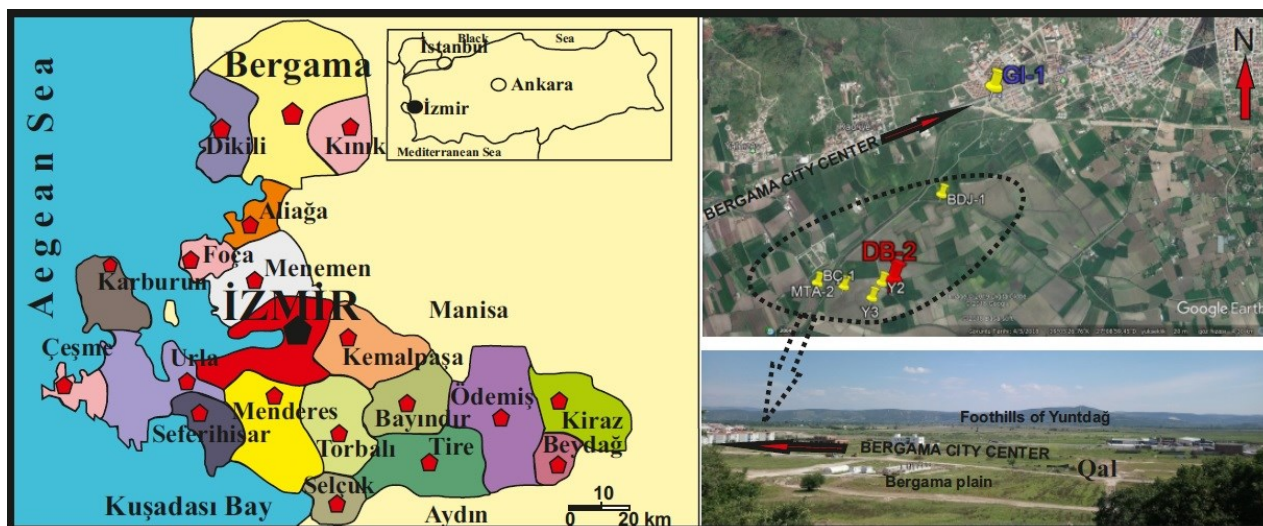 Aegean Sea
Bergama
Dikili
Kınık
Aliağa
Foça
Karburun
Menemen
İZMİR
Manisa
Çeşme
Urla
Kemalpaşa
Seferihişar
Menderes
Torbalı
Bayındır
Ödemiş
Kiraz
Tire
Beydağ
Selçuk
Kuşadası Bay
Aydın
10
0 20 km
Black Sea
İstanbul
Ankara
İzmir
Mediterranean Sea
N
GI-1
BERGAMA CITY CENTER
BDJ-1
DB-2
BC-1
MTA-2
Y2
Y3
Google Earth
Foothills of Yuntdağ
BERGAMA CITY CENTER
Qal
Bergama plain